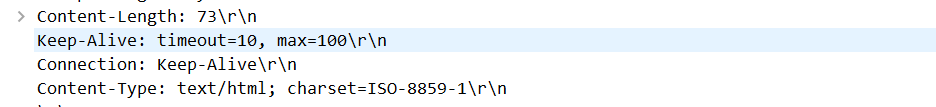 Content-Length: 73\r\n
Keep-Alive: timeout=10, max=100\r\n
Connection: Keep-Alive\r\n
Content-Type: text/html; charset=ISO-8859-1\r\n